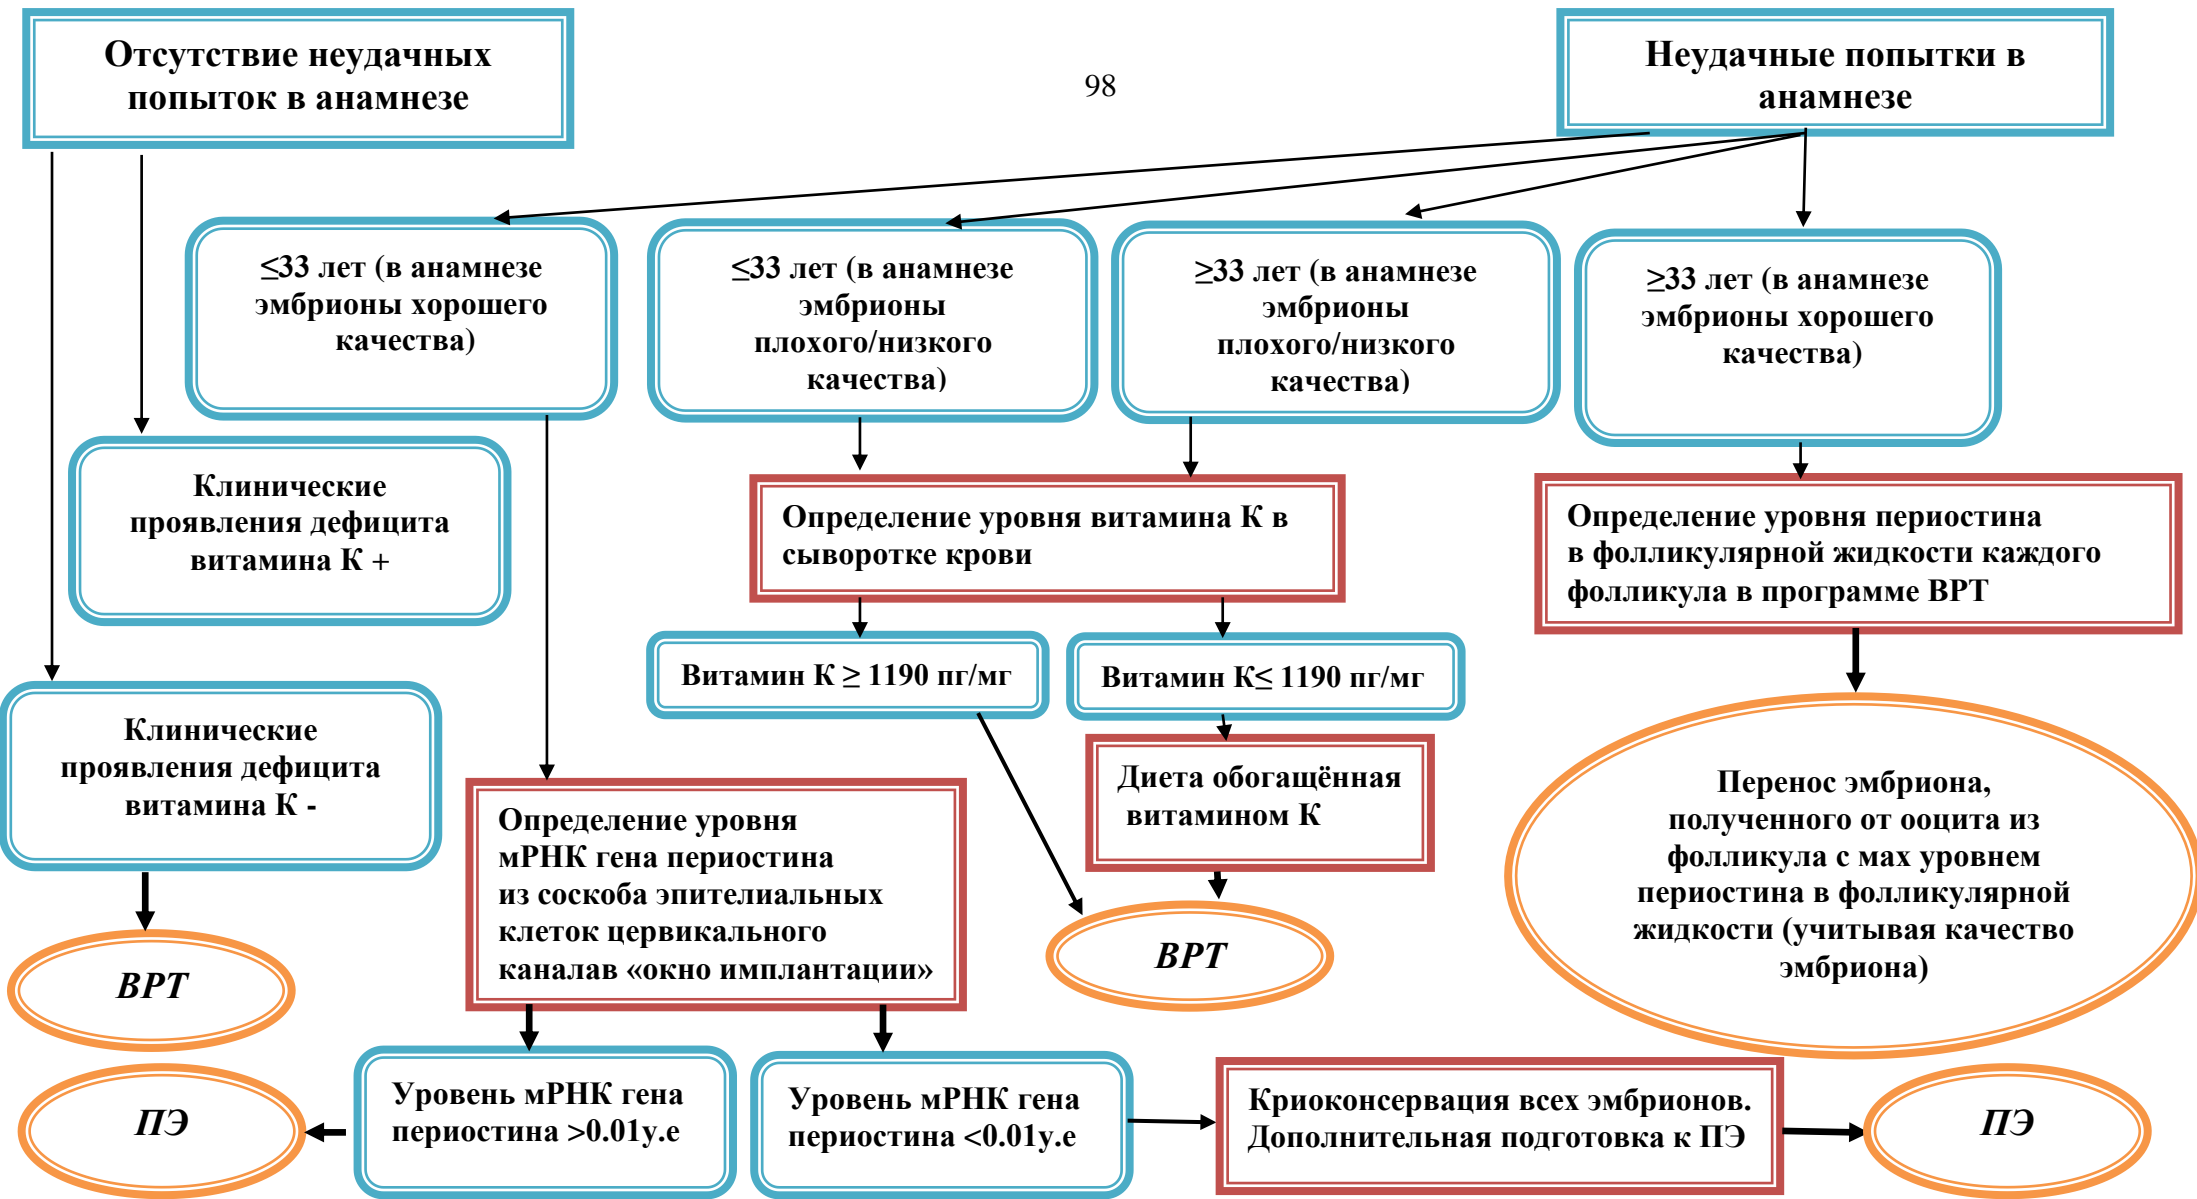 Отсутствие неудачных
попыток в анамнезе
98
Неудачные попытки в
анамнезе
≤33 лет (в анамнезе
эмбрионы хорошего
качества)
≤33 лет (в анамнезе
эмбрионы
плохого/низкого
качества)
≥33 лет (в анамнезе
эмбрионы
плохого/низкого
качества)
≥33 лет (в анамнезе
эмбрионы хорошего
качества)
Клинические
проявления дефицита
витамина К +
Определение уровня витамина К в
сыворотке крови
Определение уровня периостина
в фолликулярной жидкости каждого
фолликула в программе ВРТ
Витамин К ≥ 1190 пг/мг
Витамин К≤ 1190 пг/мг
Клинические
проявления дефицита
витамина К -
Диета обогащённая
витамином К
Определение уровня
мРНК гена периостина
из соскоба эпителиальных
клеток цервикального
каналав «окно имплантации»
Перенос эмбриона,
полученного от ооцита из
фолликула с мах уровнем
периостина в фолликулярной
жидкости (учитывая качество
эмбриона)
ВРТ
ВРТ
ПЭ
Уровень мРНК гена
периостина >0.01у.е
Уровень мРНК гена
периостина <0.01у.е
Криоконсервация всех эмбрионов.
Дополнительная подготовка к ПЭ
ПЭ